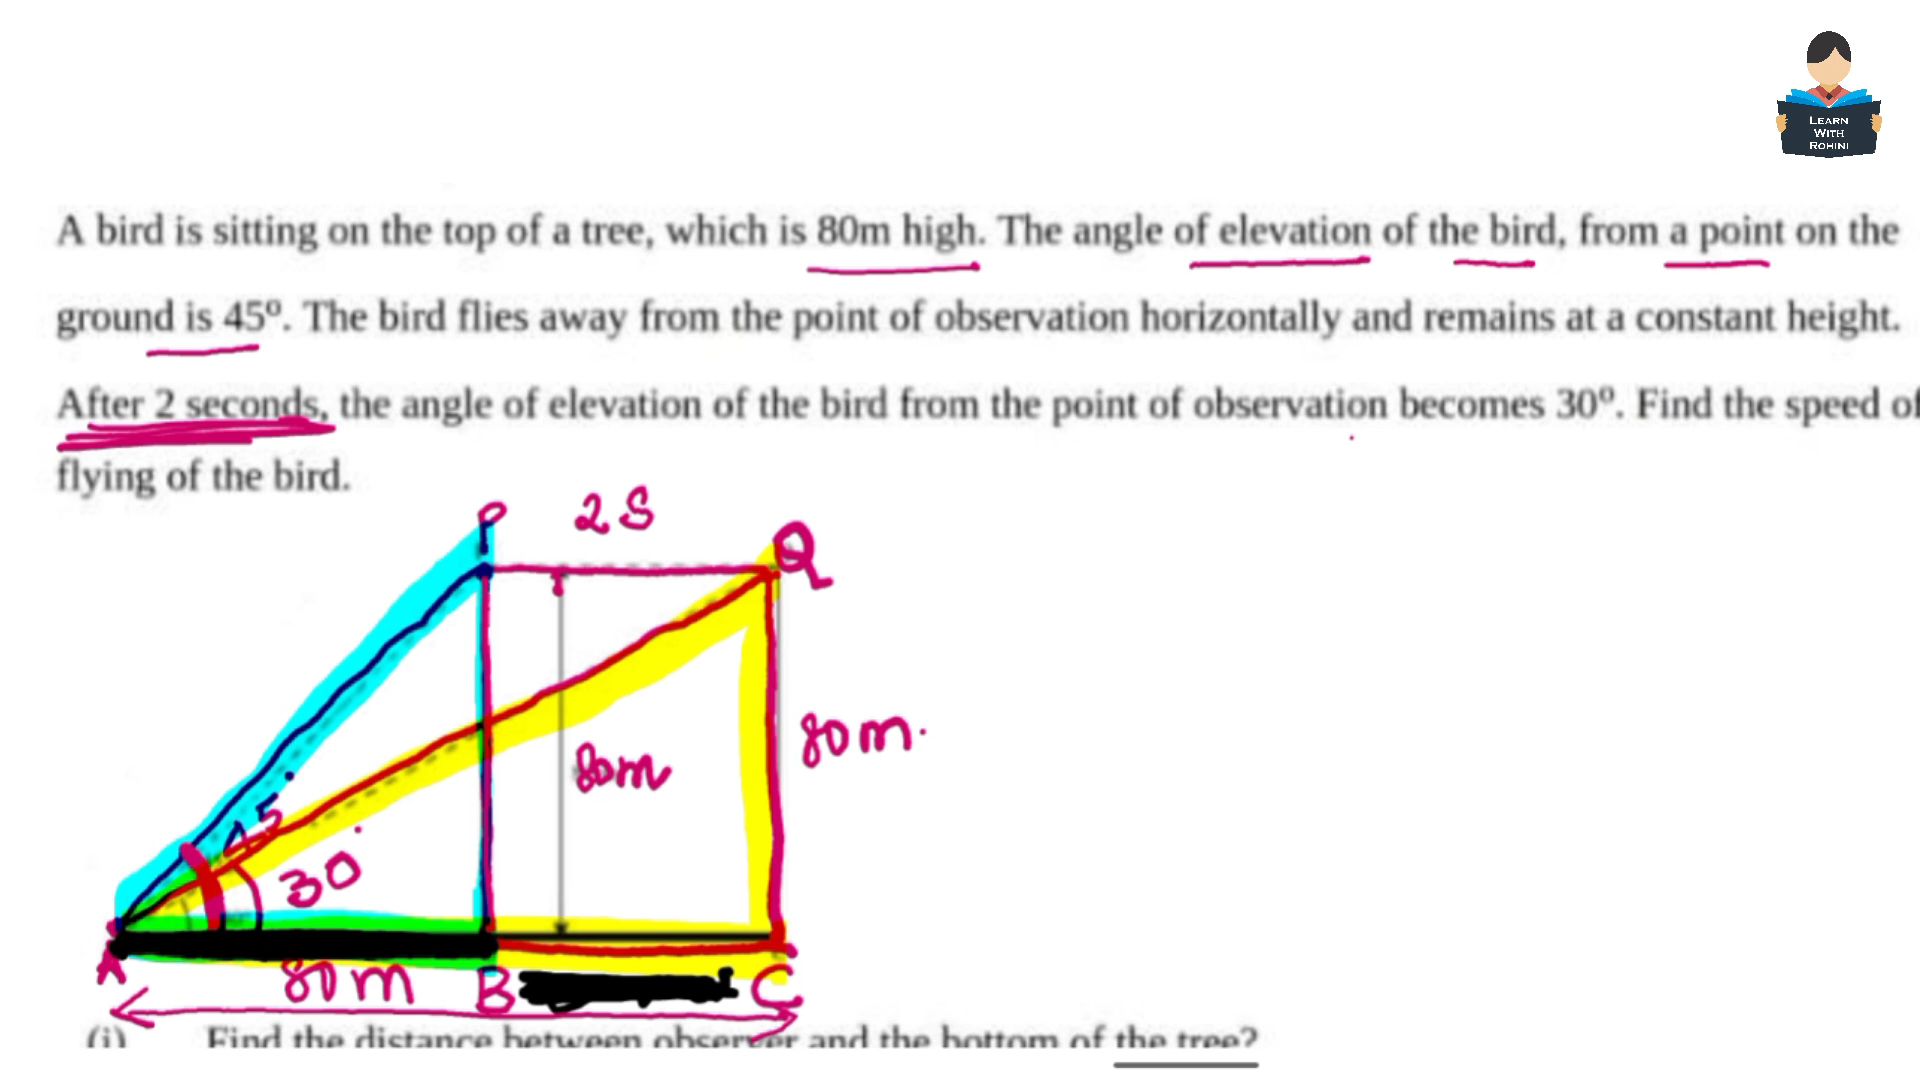 LEARN
WITH
ROHINI
A bird is sitting on the top of a tree, which is 80m high. The angle of elevation of the bird, from a point on the
ground is 45º. The bird flies away from the point of observation horizontally and remains at a constant height.
After 2 seconds, the angle of elevation of the bird from the point of observation becomes 30º. Find the speed of
flying of the bird.
P 2S Q
80m 80m.
45
30
A 80m B C
(i) Find the distance between observer and the bottom of the tree?